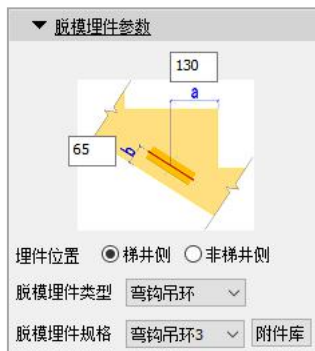 ▼ 脱模埋件参数
130
a
65
b
埋件位置 梯井侧 非梯井侧
脱模埋件类型 弯钩吊环
脱模埋件规格 弯钩吊环3 附件库